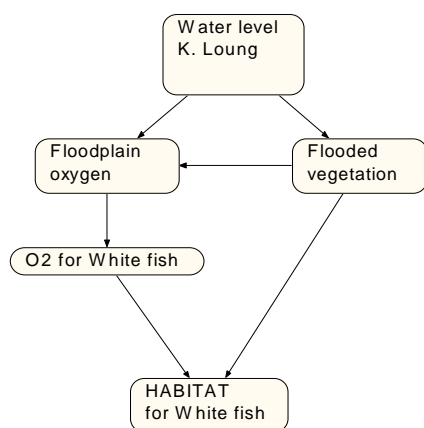 Water level
K. Loung
Floodplain
oxygen
Flooded
vegetation
O2 for White fish
HABITAT
for White fish